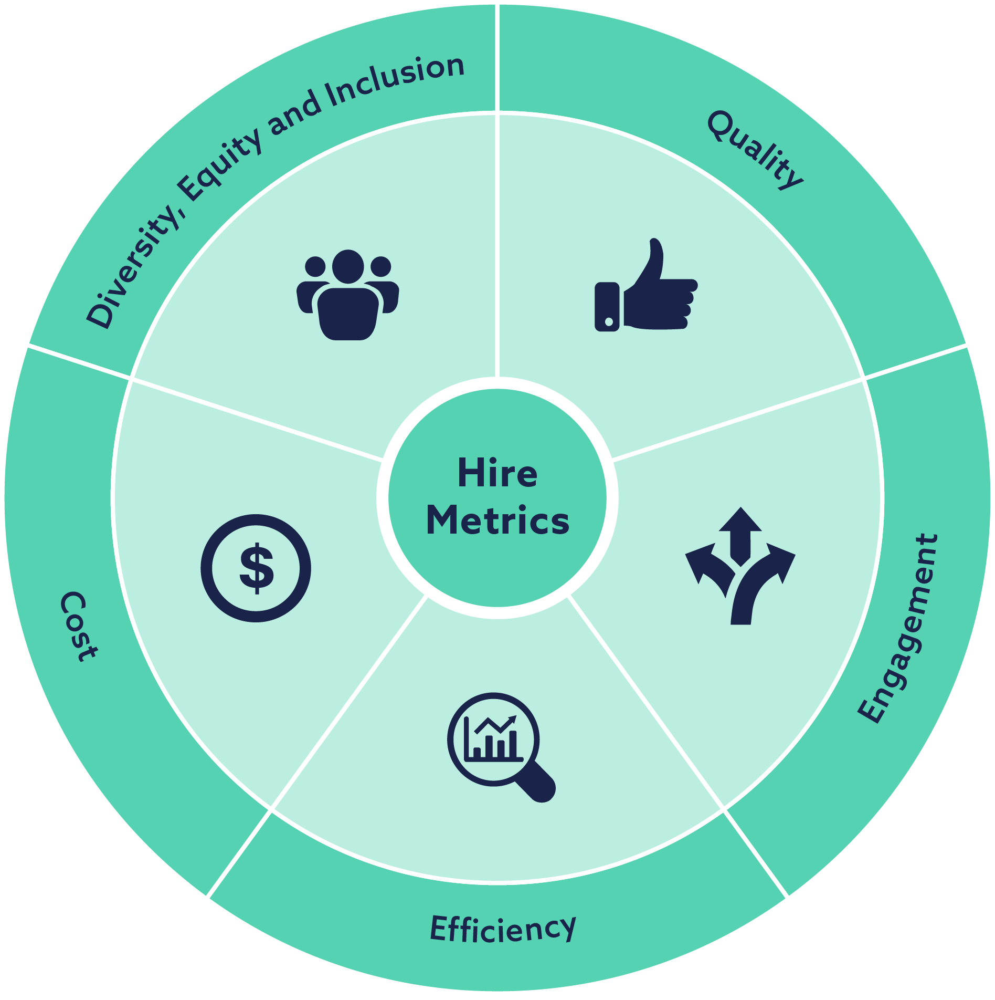 Diversity, Equity and Inclusion
Quality
Hire
Metrics
$
Cost
Engagement
Efficiency